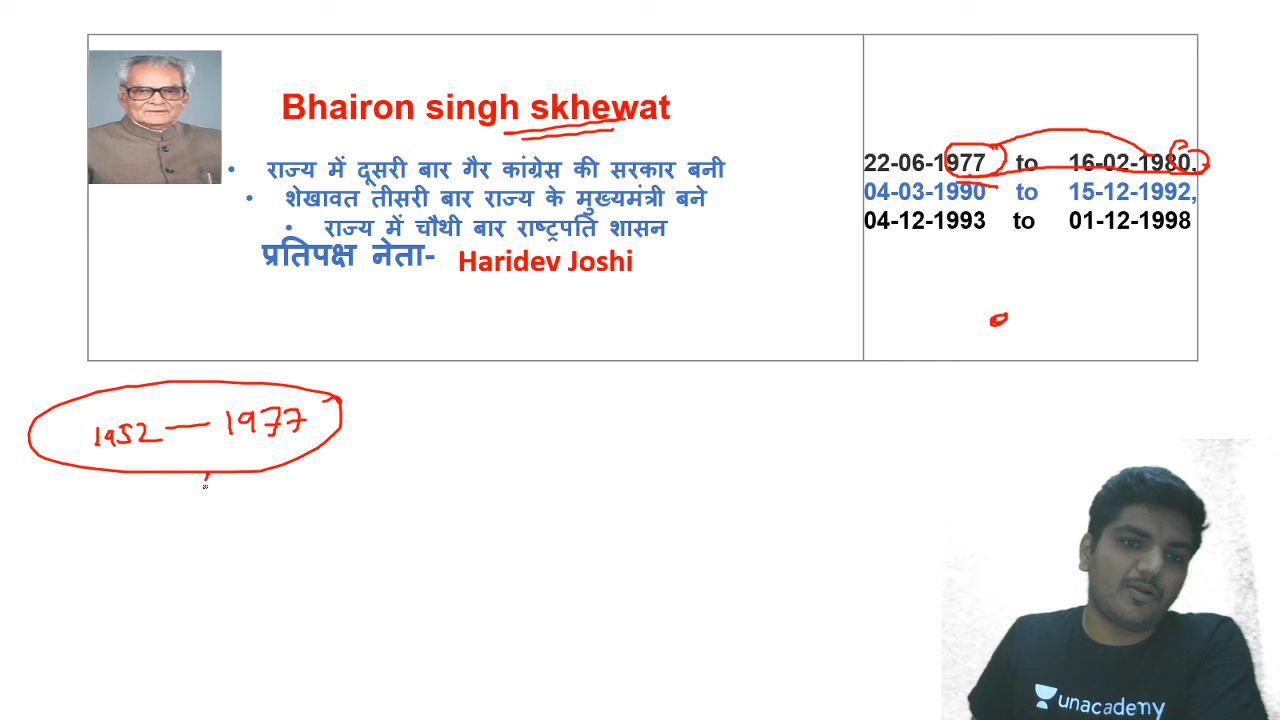 Bhairon singh skhewat
• राज्य में दूसरी बार गैर कांग्रेस की सरकार बनी
• शेखावत तीसरी बार राज्य के मुख्यमंत्री बने
• राज्य में चौथी बार राष्ट्रपति शासन
प्रतिपक्ष नेता- Haridev Joshi
22-06-1977 to 16-02-1980,
04-03-1990 to 15-12-1992,
04-12-1993 to 01-12-1998
1952 — 1977
unacademy